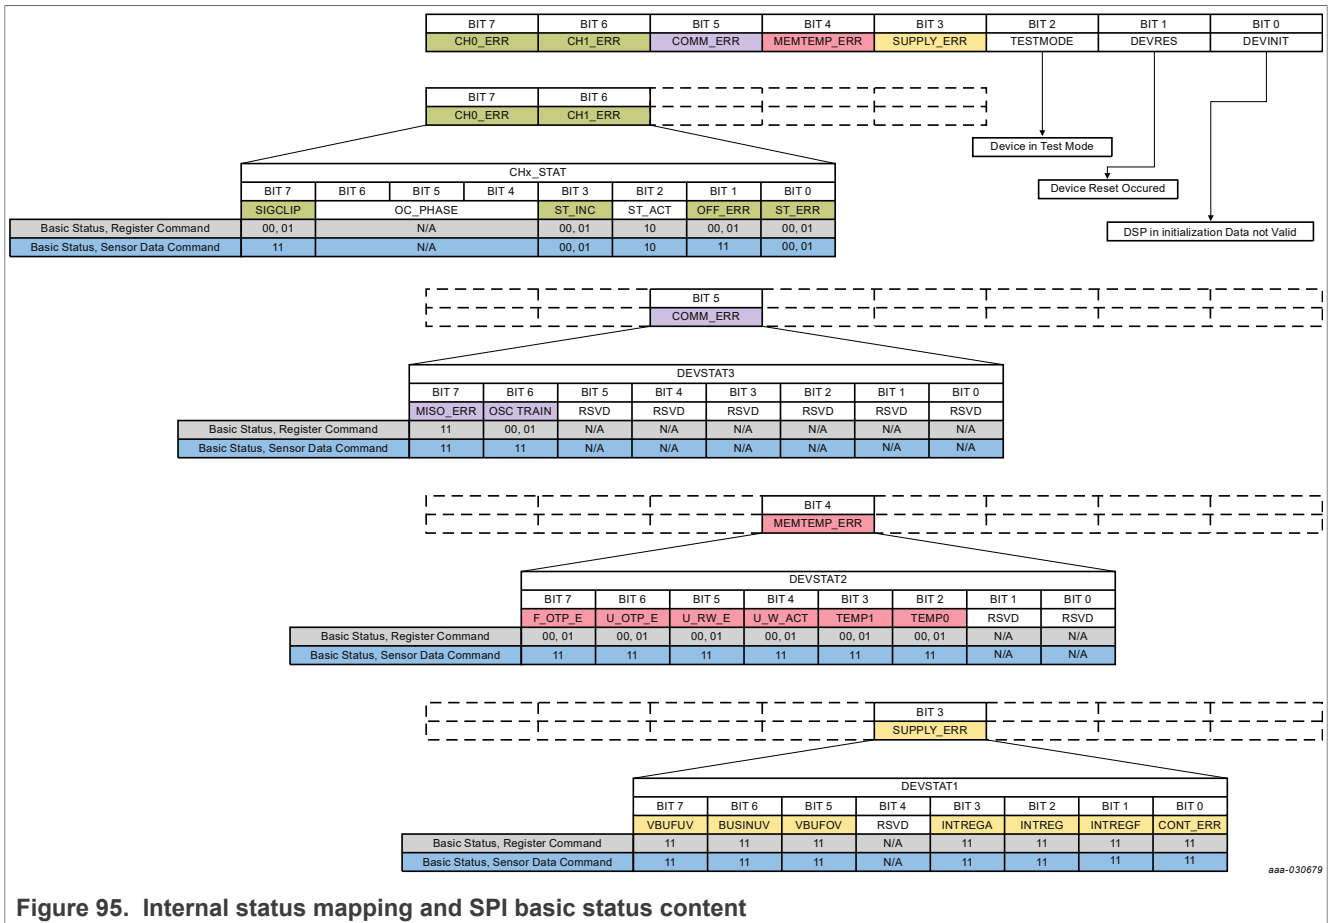 BIT 7 BIT 6 BIT 5 BIT 4 BIT 3 BIT 2 BIT 1 BIT 0
CH0_ERR CH1_ERR COMM_ERR MEMTEMP_ERR SUPPLY_ERR TESTMODE DEVRES DEVINIT
BIT 7 BIT 6
CH0_ERR CH1_ERR
Device in Test Mode
Device Reset Occured
DSP in initialization Data not Valid
CHx_STAT
BIT 7 BIT 6 BIT 5 BIT 4 BIT 3 BIT 2 BIT 1 BIT 0
SIGCLIP OC_PHASE ST_INC ST_ACT OFF_ERR ST_ERR
Basic Status, Register Command 00, 01 N/A 00, 01 10 00, 01 00, 01
Basic Status, Sensor Data Command 11 N/A 00, 01 10 11 00, 01
BIT 5
COMM_ERR
DEVSTAT3
BIT 7 BIT 6 BIT 5 BIT 4 BIT 3 BIT 2 BIT 1 BIT 0
MISO_ERR OSC TRAIN RSVD RSVD RSVD RSVD RSVD RSVD
Basic Status, Register Command 11 00, 01 N/A N/A N/A N/A N/A N/A
Basic Status, Sensor Data Command 11 11 N/A N/A N/A N/A N/A N/A
BIT 4
MEMTEMP_ERR
DEVSTAT2
BIT 7 BIT 6 BIT 5 BIT 4 BIT 3 BIT 2 BIT 1 BIT 0
F_OTP_E U_OTP_E U_RW_E U_W_ACT TEMP1 TEMP0 RSVD RSVD
Basic Status, Register Command 00, 01 00, 01 00, 01 00, 01 00, 01 00, 01 N/A N/A
Basic Status, Sensor Data Command 11 11 11 11 11 11 N/A N/A
BIT 3
SUPPLY_ERR
DEVSTAT1
BIT 7 BIT 6 BIT 5 BIT 4 BIT 3 BIT 2 BIT 1 BIT 0
VBUFUV BUSINUV VBUFOV RSVD INTREGA INTREG INTREGF CONT_ERR
Basic Status, Register Command 11 11 11 N/A 11 11 11 11
Basic Status, Sensor Data Command 11 11 11 N/A 11 11 11 11
aaa-030679
Figure 95. Internal status mapping and SPI basic status content